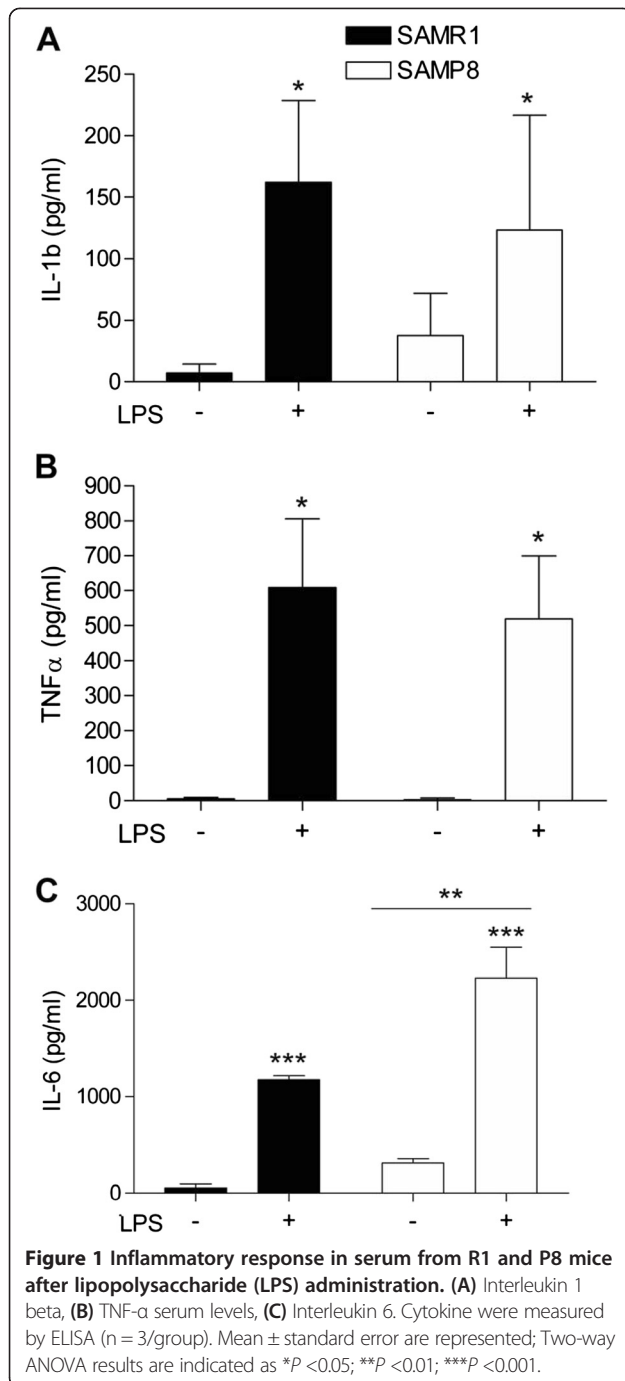 SAMR1
SAMP8
A
250
200
150
100
50
0
IL-1b (pg/ml)
* *
LPS - + - +
B
900
800
700
600
500
400
300
200
100
0
TNFα (pg/ml)
* *
LPS - + - +
C
3000
2000
1000
0
IL-6 (pg/ml)
**
*** ***
LPS - + - +
Figure 1 Inflammatory response in serum from R1 and P8 mice
after lipopolysaccharide (LPS) administration. (A) Interleukin 1
beta, (B) TNF-α serum levels, (C) Interleukin 6. Cytokine were measured
by ELISA (n = 3/group). Mean ± standard error are represented; Two-way
ANOVA results are indicated as *P <0.05; **P <0.01; ***P <0.001.